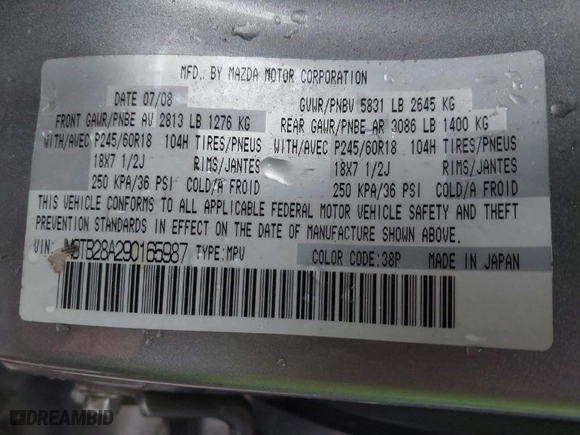 MFD. BY MAZDA MOTOR CORPORATION
DATE 07/08 GVWR/PNBV 5831 LB 2645 KG
FRONT GAWR/PNBE AV 2813 LB 1276 KG REAR GAWR/PNBE AR 3086 LB 1400 KG
WITH/AVEC P245/60R18 104H TIRES/PNEUS WITH/AVEC P245/60R18 104H TIRES/PNEUS
18X7 1/2J RIMS/JANTES 18X7 1/2J RIMS/JANTES
250 KPA/36 PSI COLD/A FROID 250 KPA/36 PSI COLD/A FROID
THIS VEHICLE CONFORMS TO ALL APPLICABLE FEDERAL MOTOR VEHICLE SAFETY AND THEFT
PREVENTION STANDARDS IN EFFECT ON THE DATE OF MANUFACTURE SHOWN ABOVE.
VIN: TYPE:MPV COLOR CODE:38P MADE IN JAPAN
DREAMBID